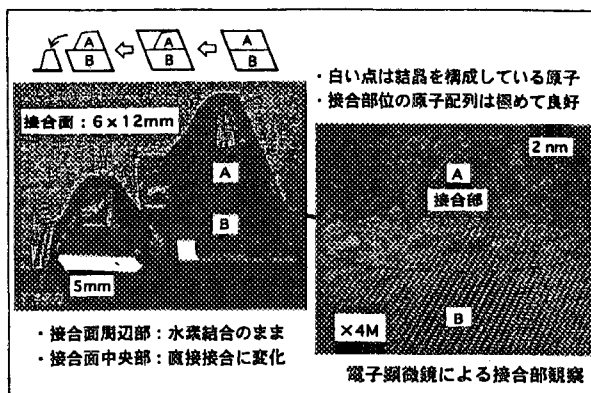 A
B
A
B
A
B
接合面：6×12mm
A
B
5mm
・接合面周辺部：水素結合のまま
・接合面中央部：直接接合に変化
・白い点は結晶を構成している原子
・接合部位の原子配列は極めて良好
2 nm
A
接合部
B
×4M
電子顕微鏡による接合部観察